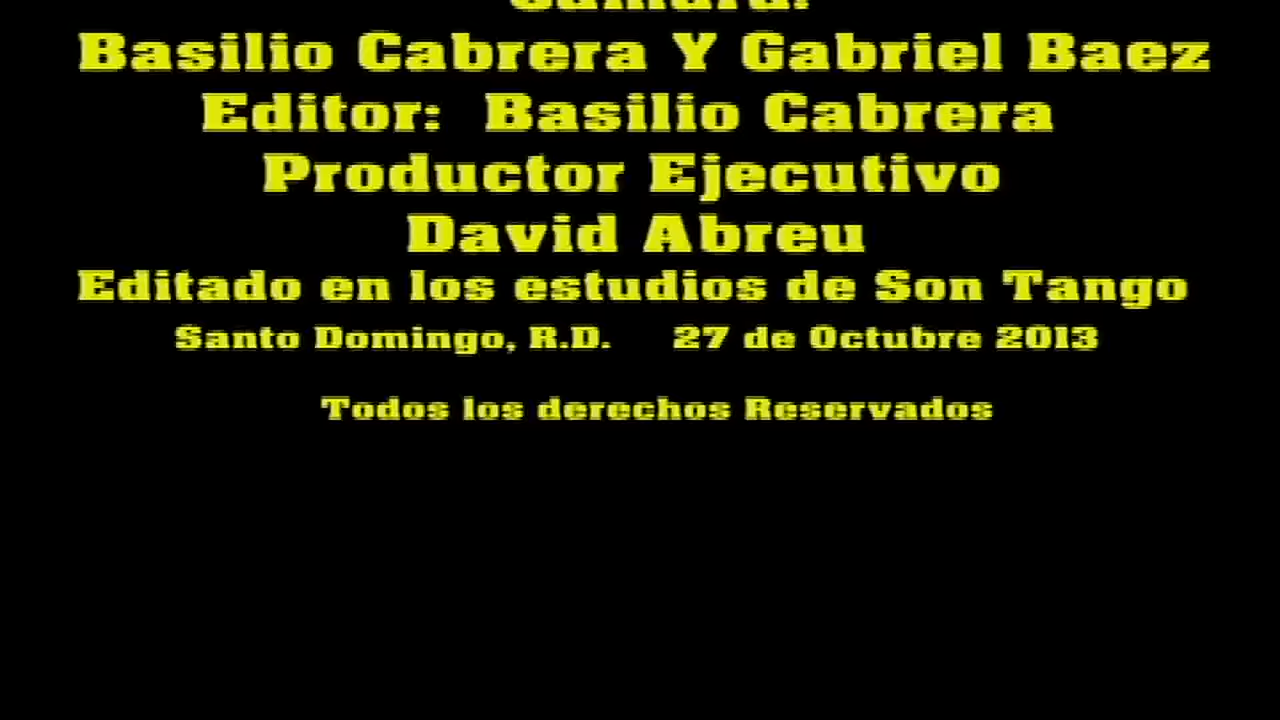 Basilio Cabrera Y Gabriel Baez
Editor: Basilio Cabrera
Productor Ejecutivo
David Abreu
Editado en los estudios de Son Tango
Santo Domingo, R.D. 27 de Octubre 2013
Todos los derechos Reservados